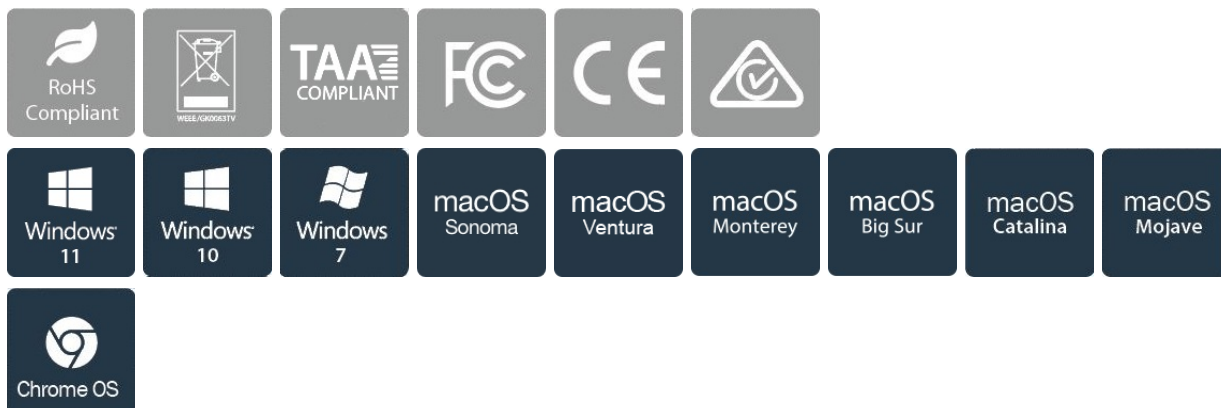 RoHS
Compliant
WEEE/GK0063TV
TAA
COMPLIANT
FC
CE
Windows
11
Windows
10
Windows
7
macOS
Sonoma
macOS
Ventura
macOS
Monterey
macOS
Big Sur
macOS
Catalina
macOS
Mojave
Chrome OS